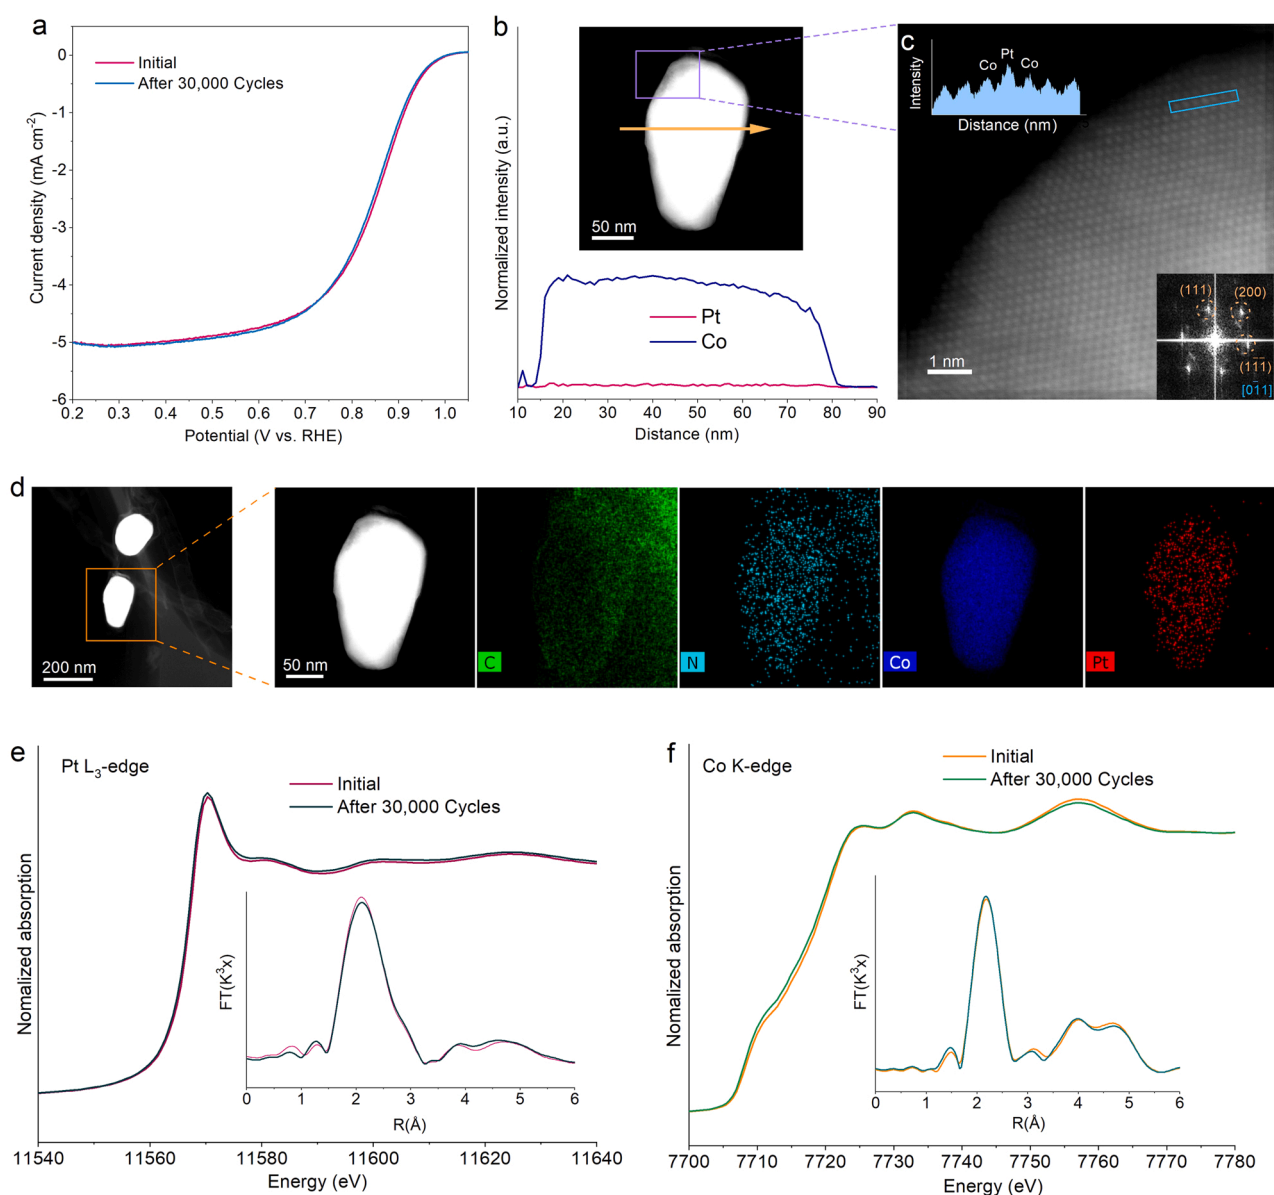 a
Current density (mA cm⁻²)
0
-1
-2
-3
-4
-5
-6
Initial
After 30,000 Cycles
0.2 0.3 0.4 0.5 0.6 0.7 0.8 0.9 1.0
Potential (V vs. RHE)
b
Normalized intensity (a.u.)
50 nm
Pt
Co
10 20 30 40 50 60 70 80 90
Distance (nm)
c
Intensity
Co Pt Co
Distance (nm)
1 nm
(111) (200)
(11̅1̅)
[011]
d
200 nm
50 nm
C
N
Co
Pt
e
Pt L₃-edge
Initial
After 30,000 Cycles
Normalized absorption
FT(K³x)
0 1 2 3 4 5 6
R(Å)
11540 11560 11580 11600 11620 11640
Energy (eV)
f
Co K-edge
Initial
After 30,000 Cycles
Nomalized absorption
FT(K³x)
0 1 2 3 4 5 6
R(Å)
7700 7710 7720 7730 7740 7750 7760 7770 7780
Energy (eV)